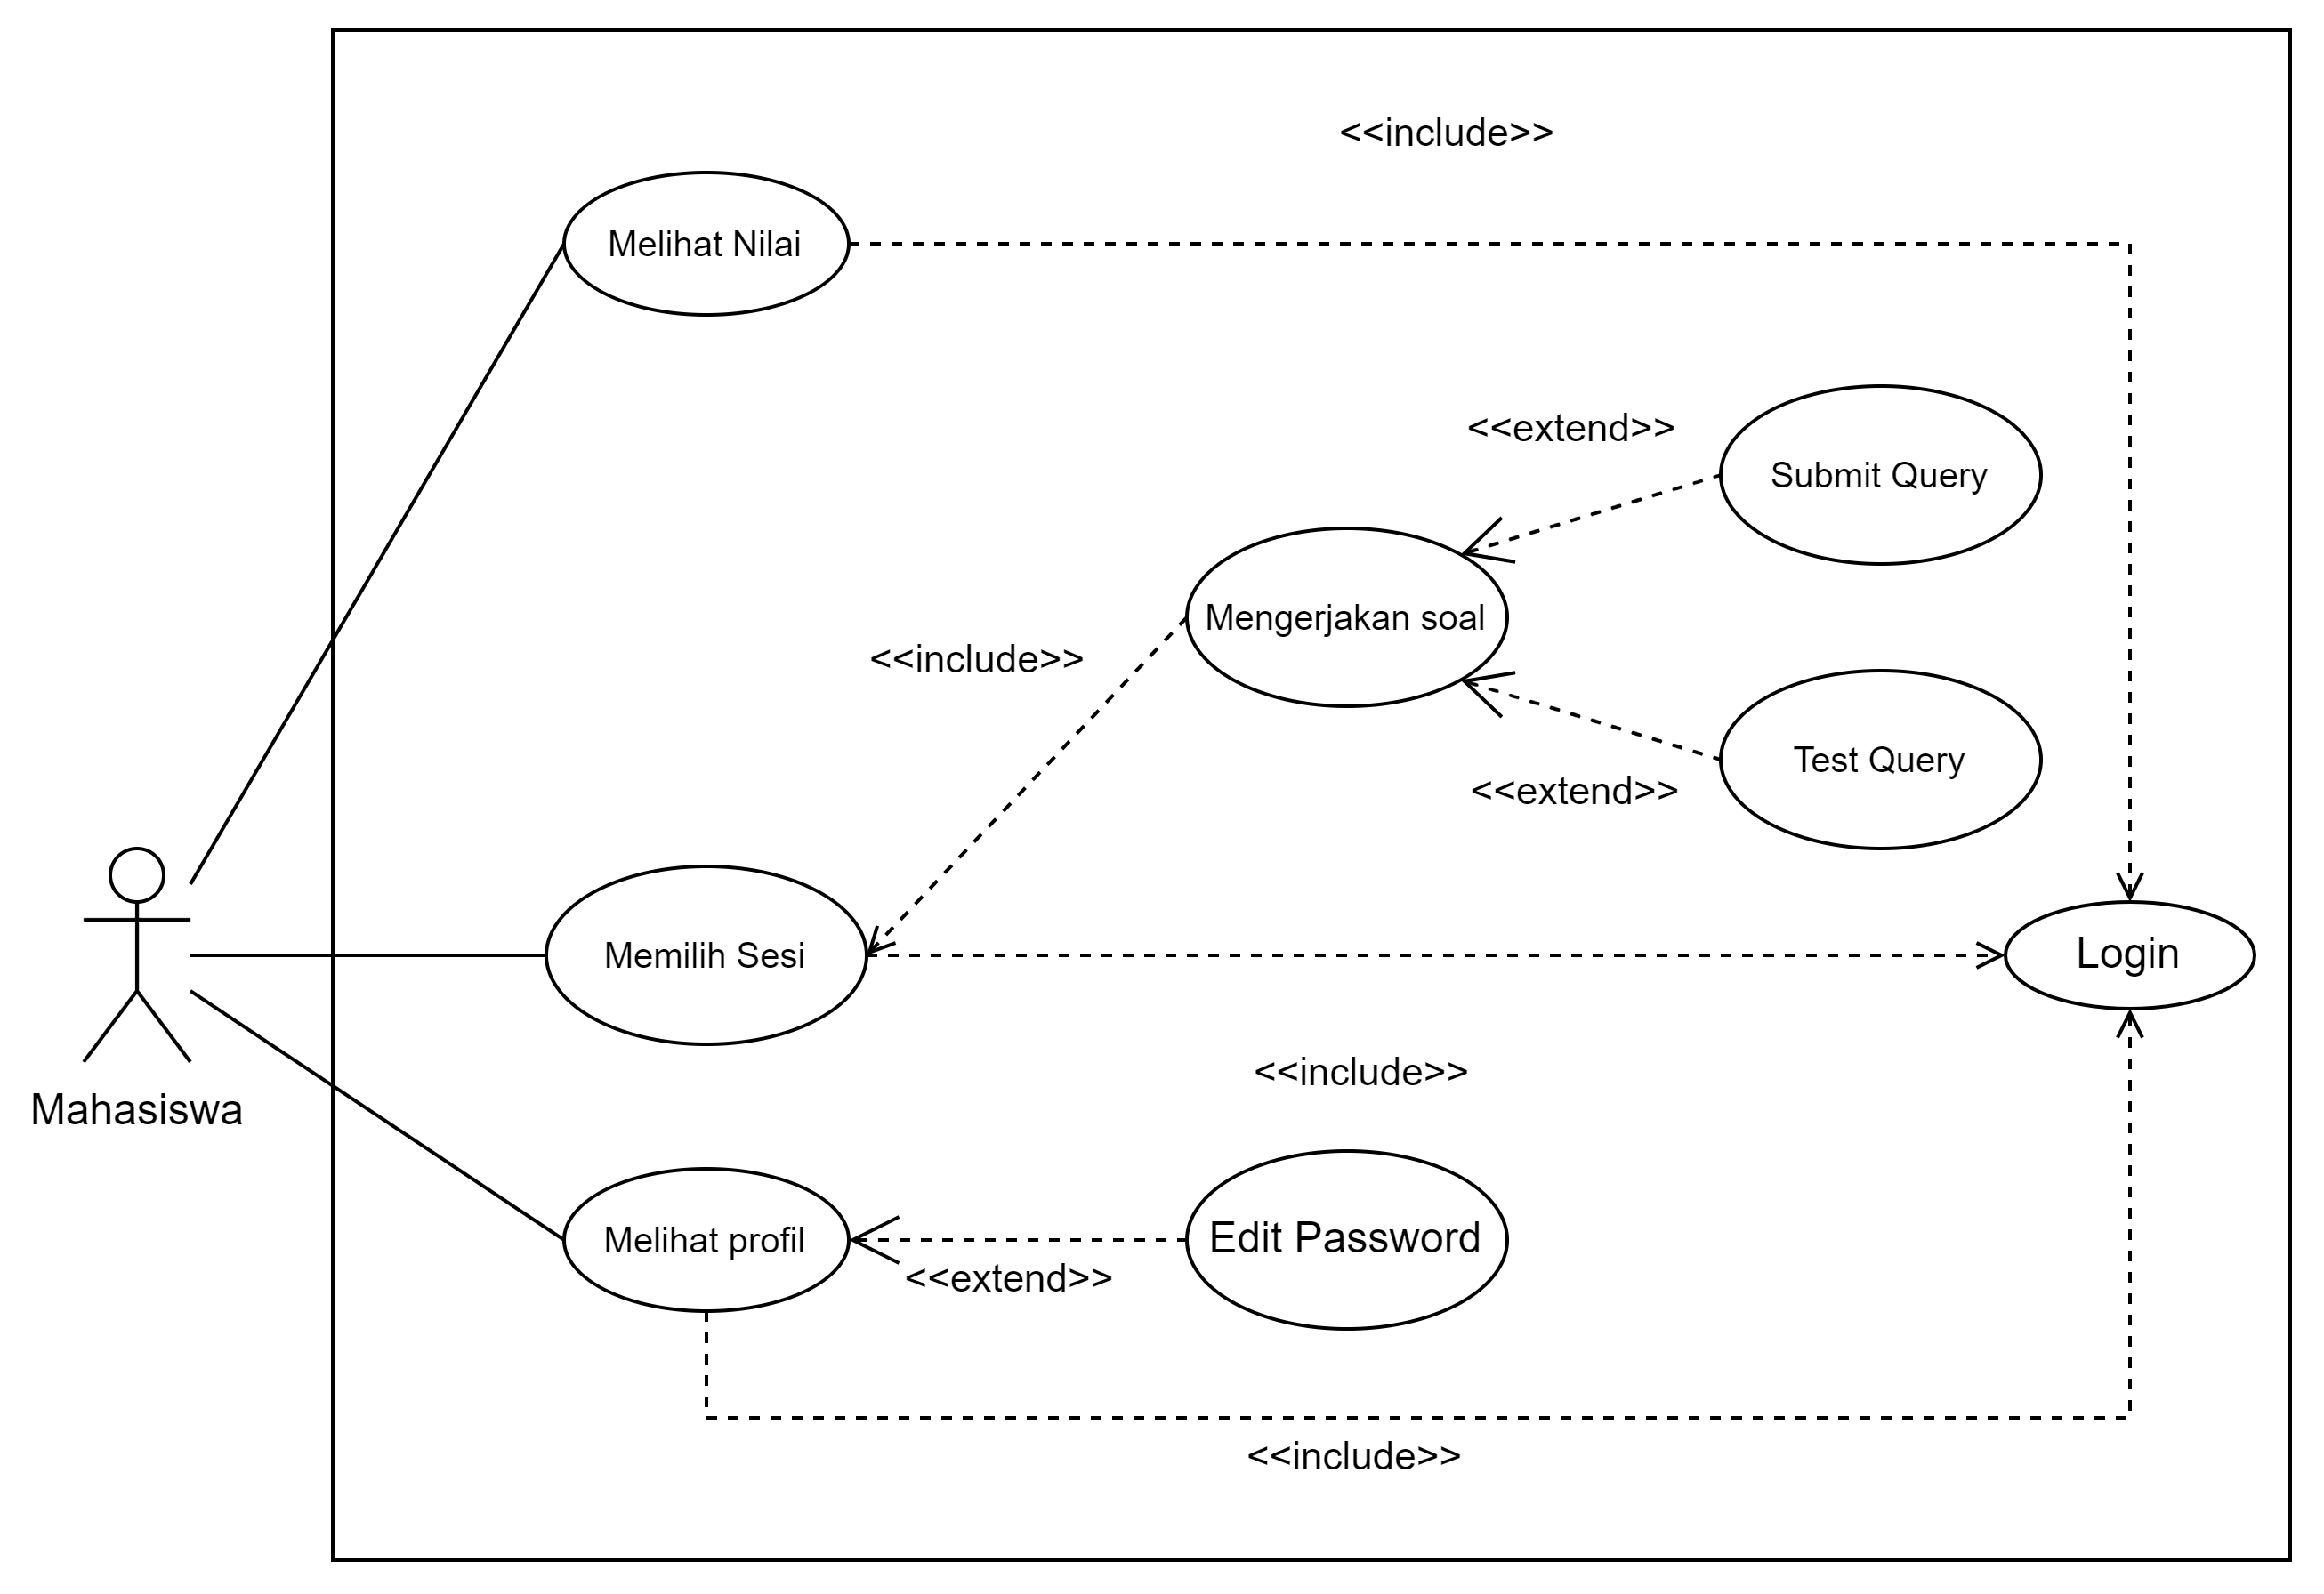 <<include>>
Melihat Nilai
<<extend>>
Submit Query
Mengerjakan soal
<<include>>
Test Query
<<extend>>
Memilih Sesi
Login
<<include>>
Mahasiswa
Melihat profil
Edit Password
<<extend>>
<<include>>